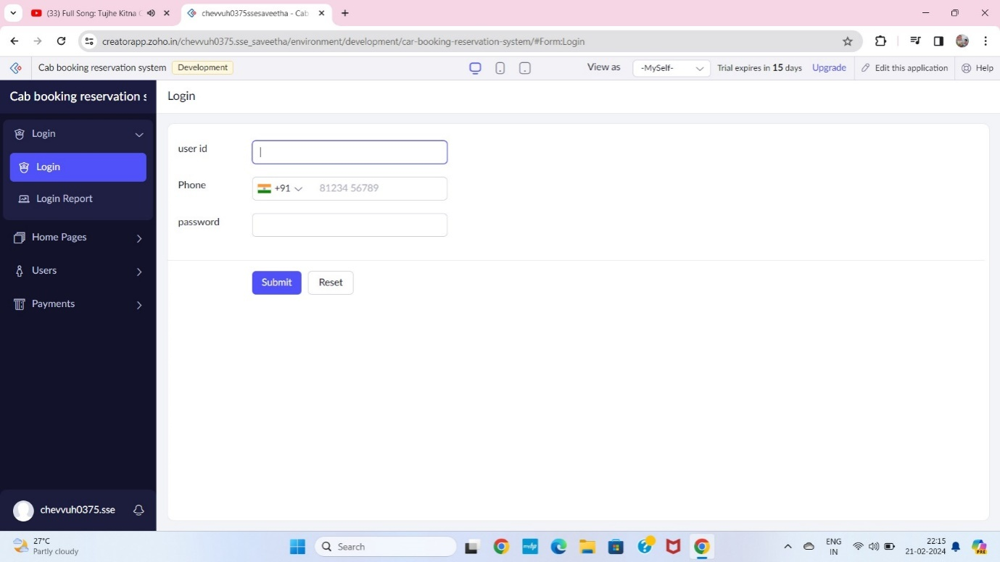 (33) Full Song: Tujhe Kitna C
chevvuh0375ssesaveetha - Cab
creatorapp.zoho.in/chevvuh0375.sse_saveetha/environment/development/car-booking-reservation-system/#Form:Login
Cab booking reservation system
Development
View as
-MySelf-
Trial expires in 15 days
Upgrade
Edit this application
Help
Cab booking reservation s
Login
Login
Login
Login Report
Home Pages
Users
Payments
user id
Phone
+91
81234 56789
password
Submit
Reset
chevvuh0375.sse
27°C
Partly cloudy
Search
ENG
IN
22:15
21-02-2024
PRE